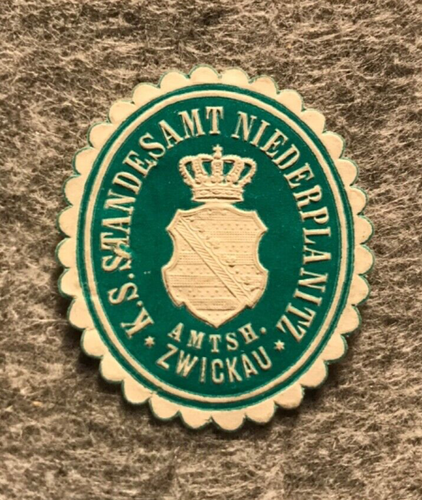 K. S. STANDESAMT NIEDERPLANITZ
AMTSH.
* ZWICKAU *